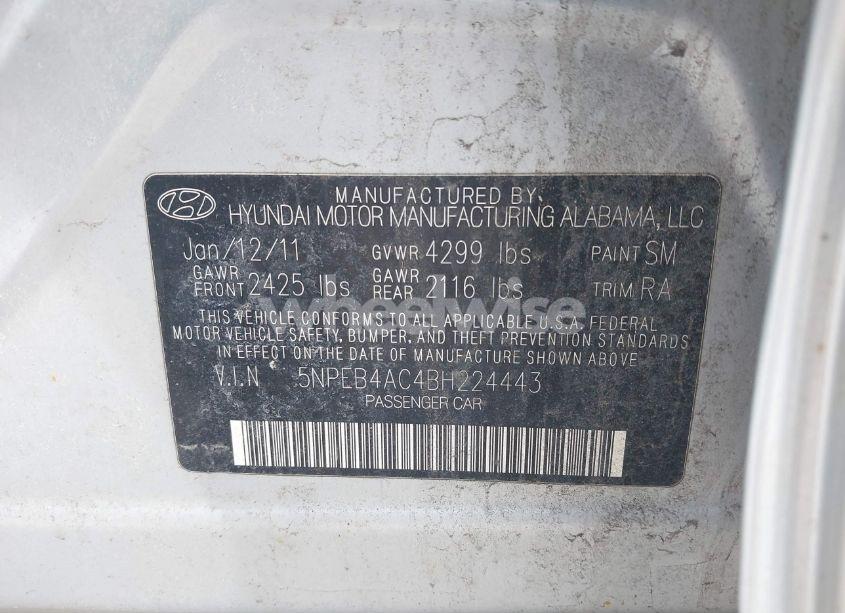 MANUFACTURED BY:
HYUNDAI MOTOR MANUFACTURING ALABAMA, LLC
Jan/12/11 GVWR 4299 lbs PAINT SM
GAWR FRONT 2425 lbs GAWR REAR 2116 lbs TRIM RA
wheelwise
THIS VEHICLE CONFORMS TO ALL APPLICABLE U.S.A. FEDERAL
MOTOR VEHICLE SAFETY, BUMPER, AND THEFT PREVENTION STANDARDS
IN EFFECT ON THE DATE OF MANUFACTURE SHOWN ABOVE
V.I.N 5NPEB4AC4BH224443
PASSENGER CAR